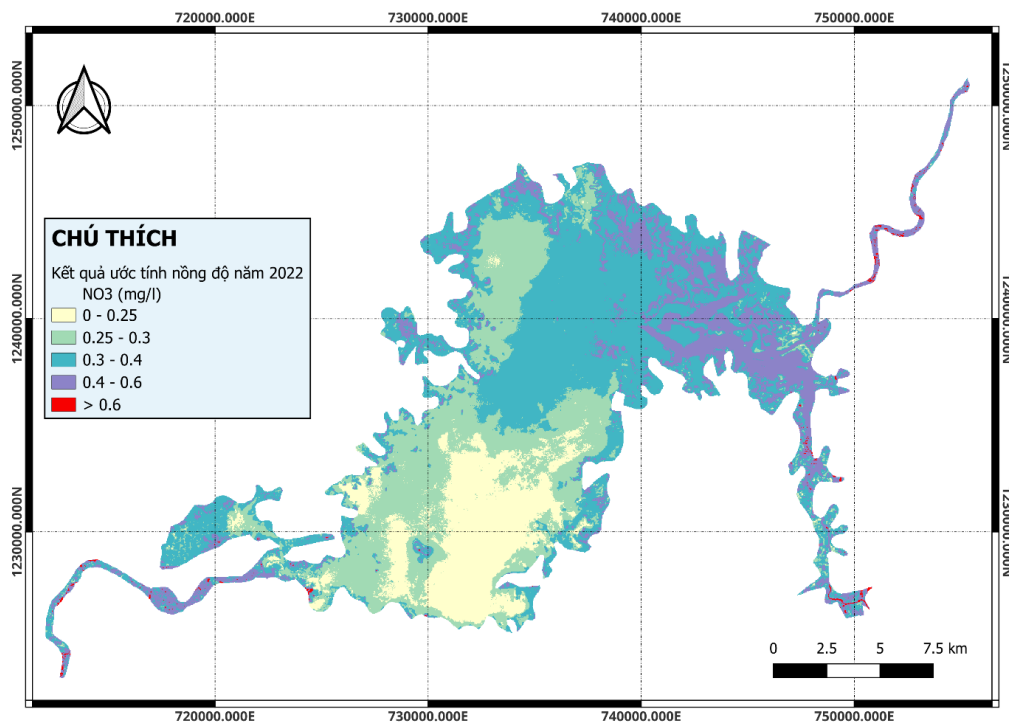 720000.000E 730000.000E 740000.000E 750000.000E
1250000.000N 1250000.000N
CHÚ THÍCH
Kết quả ước tính nồng độ năm 2022
NO3 (mg/l)
0 - 0.25
0.25 - 0.3
0.3 - 0.4
0.4 - 0.6
> 0.6
1240000.000N 1240000.000N
1230000.000N 1230000.000N
0 2.5 5 7.5 km
720000.000E 730000.000E 740000.000E 750000.000E